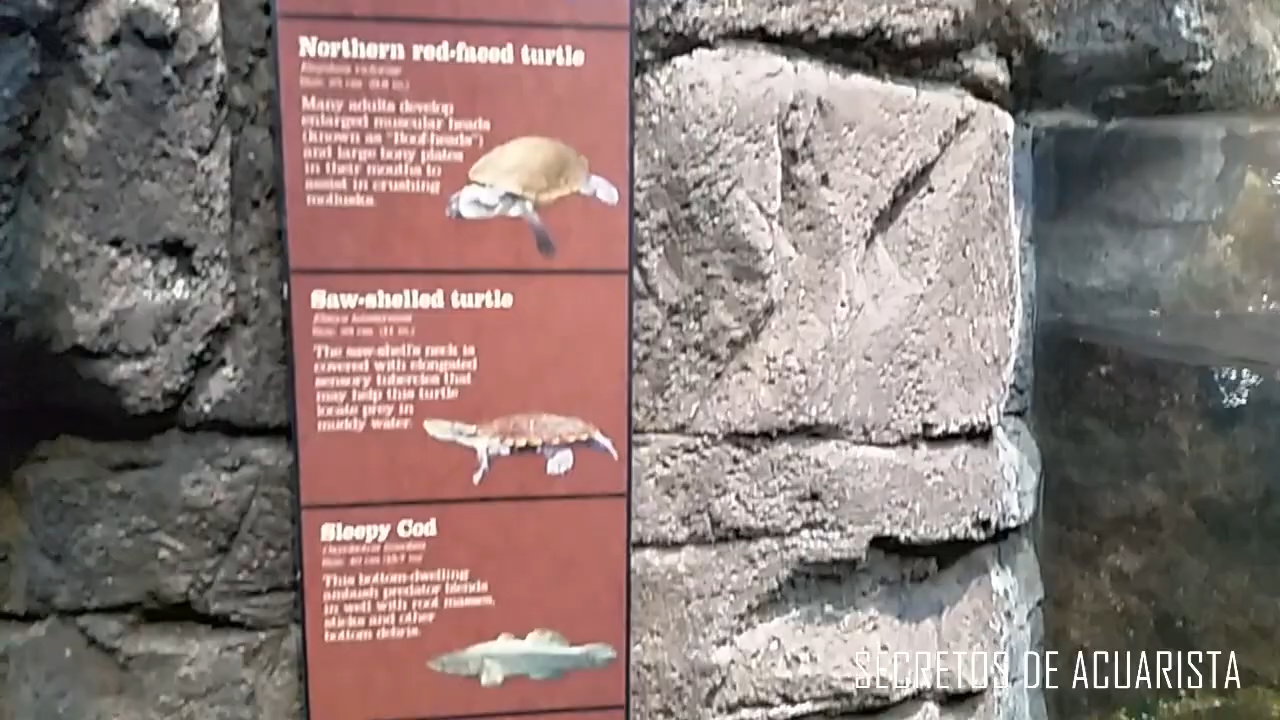 Northern red-faced turtle
Many adults develop
enlarged muscular heads
(known as "Boof-heads")
and large bony plates
in their mouths to
assist in crushing
mollusks.
Saw-shelled turtle
The saw-shell's neck is
covered with elongated
sensory tubercles that
may help this turtle
locate prey in
muddy water.
Sleepy Cod
This bottom-dwelling
ambush predator blends
in well with root masses,
sticks and other
bottom debris.
SECRETOS DE ACUARISTA